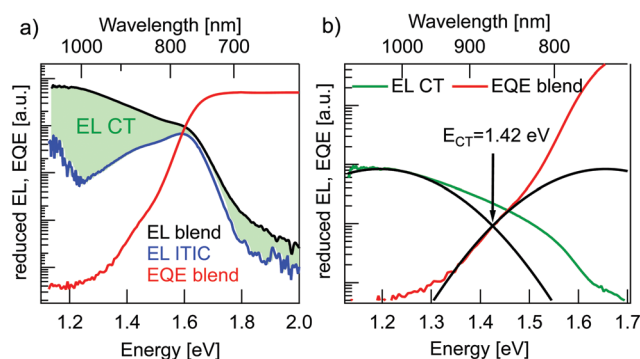 a)
Wavelength [nm]
1000 900 800 700
reduced EL, EQE [a.u.]
EL CT
EL blend
EL ITIC
EQE blend
1.2 1.4 1.6 1.8 2.0
Energy [eV]
b)
Wavelength [nm]
1000 900 800
reduced EL, EQE [a.u.]
EL CT EQE blend
E_CT=1.42 eV
1.2 1.3 1.4 1.5 1.6 1.7
Energy [eV]